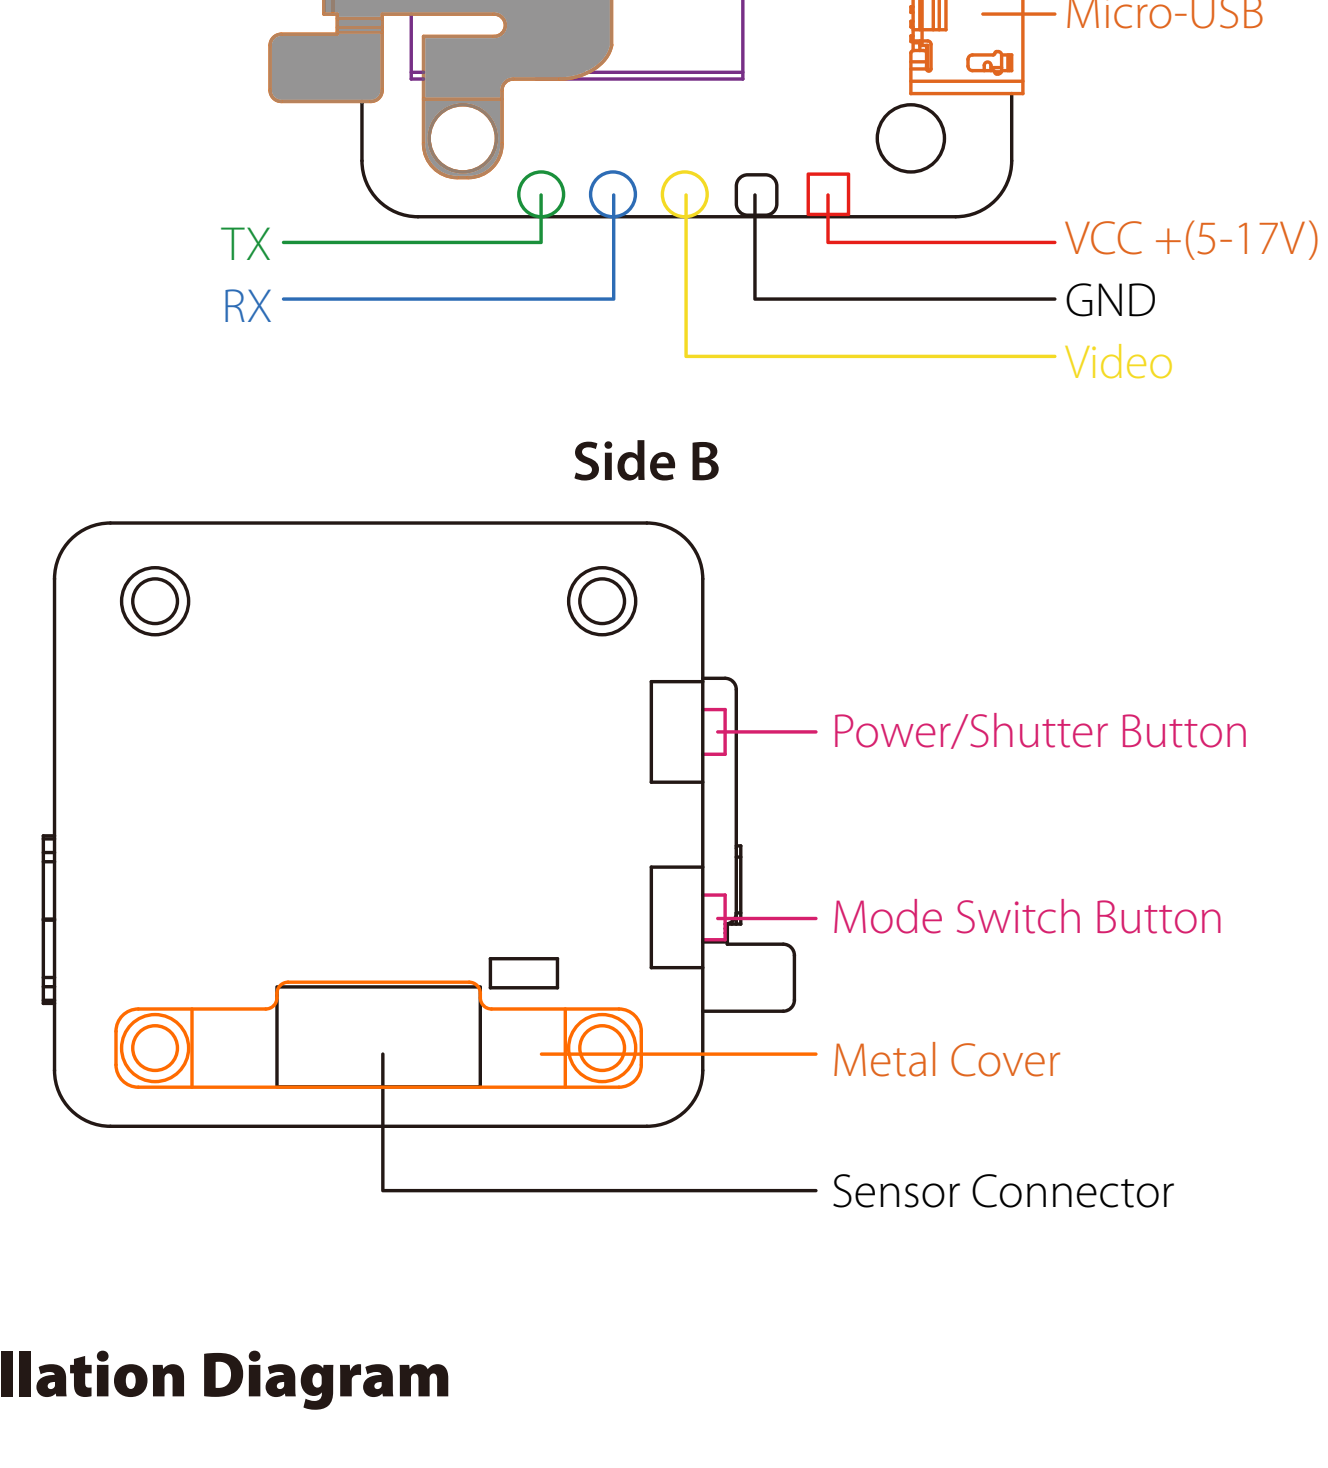 Micro-USB
TX
VCC +(5-17V)
RX
GND
Video
Side B
Power/Shutter Button
Mode Switch Button
Metal Cover
Sensor Connector
llation Diagram